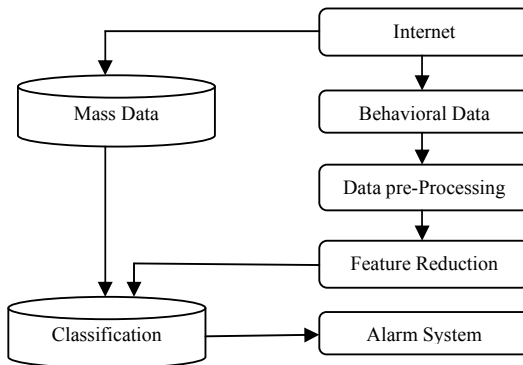 Internet
Mass Data
Behavioral Data
Data pre-Processing
Feature Reduction
Classification
Alarm System